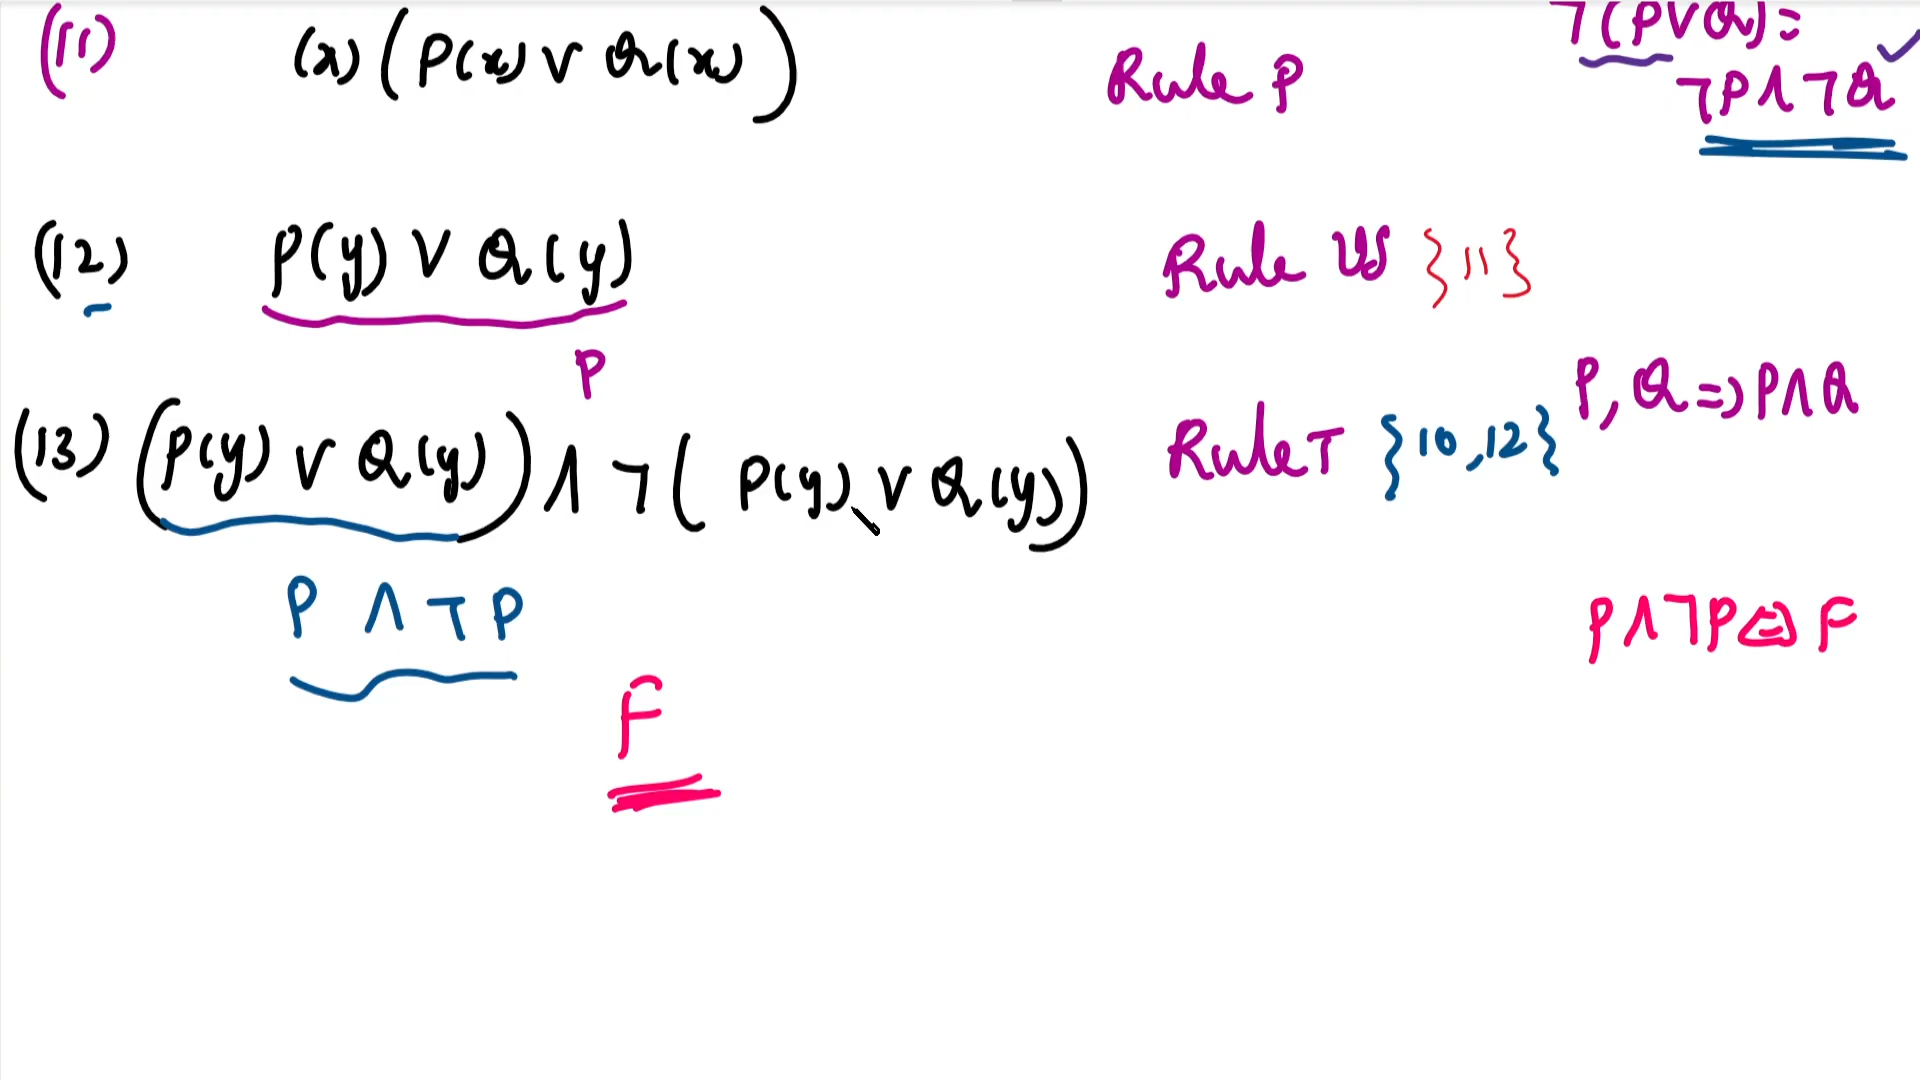 (11) (x)(P(x) ∨ Q(x)) Rule P ¬(P∨Q)=
¬P∧¬Q
(12) P(y) ∨ Q(y) Rule US {11}
P
(13) (P(y) ∨ Q(y)) ∧ ¬(P(y) ∨ Q(y)) Rule T {10,12} P, Q ⇒ P∧Q
P ∧ ¬P P∧¬P⇔F
F